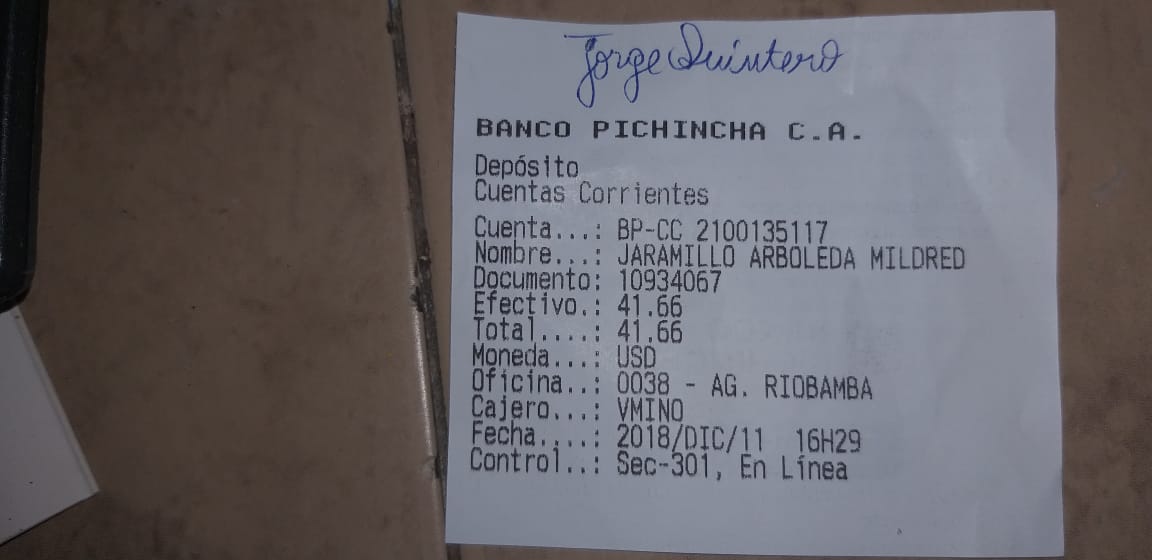 Jorge Quintero
BANCO PICHINCHA C.A.
Depósito
Cuentas Corrientes
Cuenta...: BP-CC 2100135117
Nombre...: JARAMILLO ARBOLEDA MILDRED
Documento: 10934067
Efectivo.: 41.66
Total....: 41.66
Moneda...: USD
Oficina..: 0038 - AG. RIOBAMBA
Cajero...: VMINO
Fecha....: 2018/DIC/11 16H29
Control..: Sec-301, En Línea